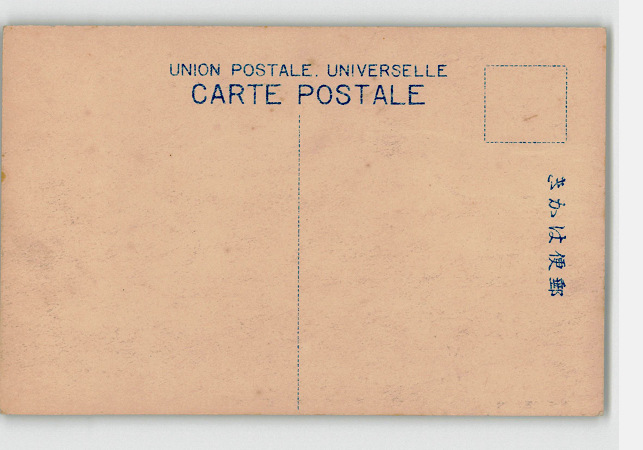 UNION POSTALE. UNIVERSELLE
CARTE POSTALE
郵便はかき